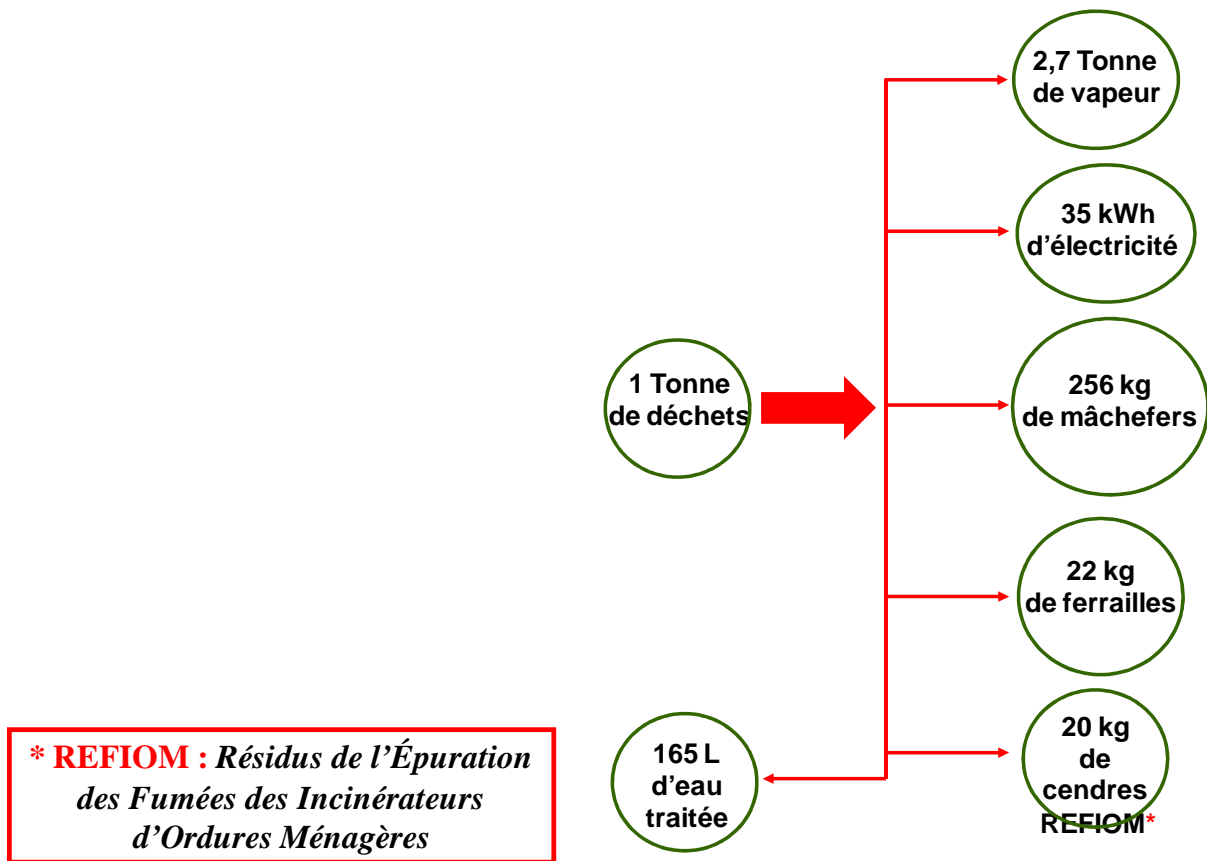 2,7 Tonne
de vapeur
35 kWh
d’électricité
1 Tonne
de déchets
256 kg
de mâchefers
22 kg
de ferrailles
20 kg
de
cendres
REFIOM*
165 L
d’eau
traitée
* REFIOM : Résidus de l’Épuration
des Fumées des Incinérateurs
d’Ordures Ménagères